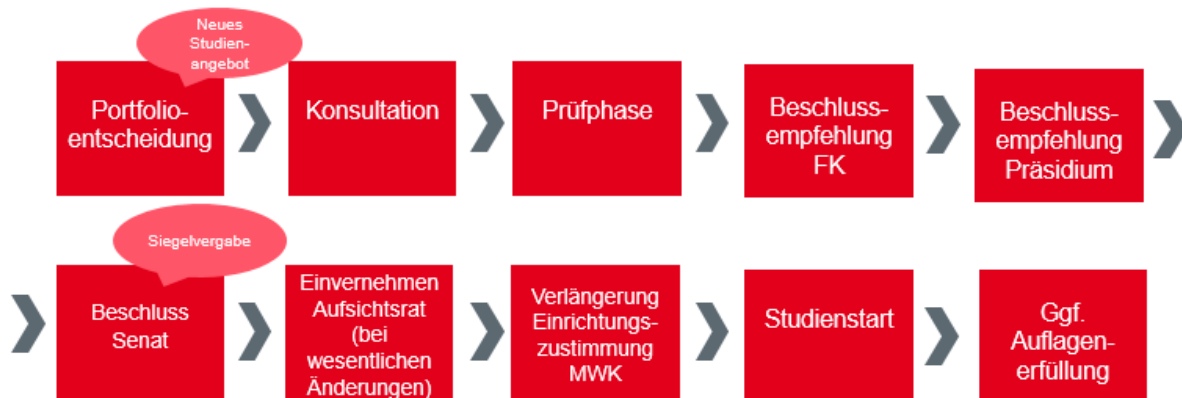 Neues
Studien-
angebot
Portfolio-
entscheidung
Konsultation
Prüfphase
Beschluss-
empfehlung
FK
Beschluss-
empfehlung
Präsidium
Siegelvergabe
Beschluss
Senat
Einvernehmen
Aufsichtsrat
(bei
wesentlichen
Änderungen)
Verlängerung
Einrichtungs-
zustimmung
MWK
Studienstart
Ggf.
Auflagen-
erfüllung